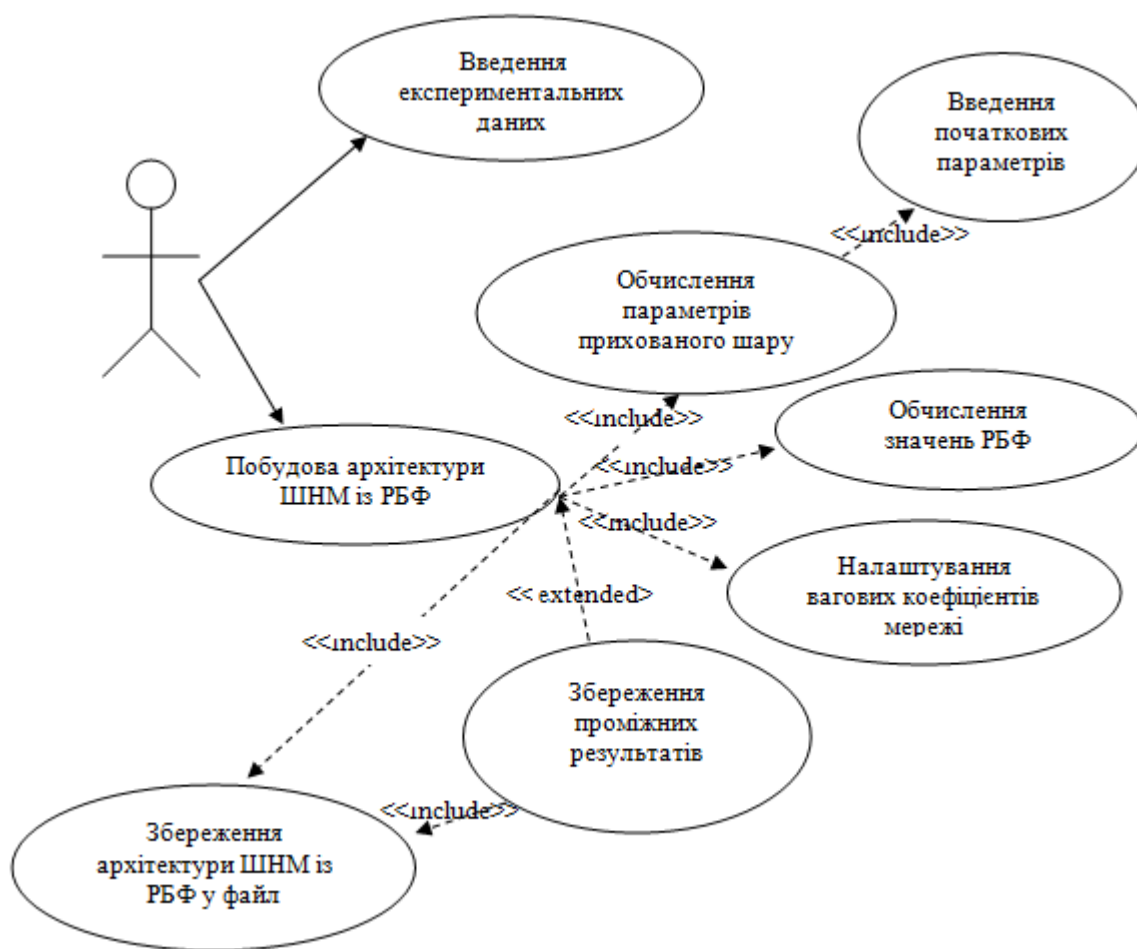 Введення
експериментальних
даних
Введення
початкових
параметрів
<<include>>
Обчислення
параметрів
прихованого шару
<<include>>
Обчислення
значень РБФ
<<include>>
Побудова архітектури
ШНМ із РБФ
<<include>>
Налаштування
вагових коефіцієнтів
мережі
<< extended>
<<include>>
Збереження
проміжних
результатів
<<include>>
Збереження
архітектури ШНМ із
РБФ у файл